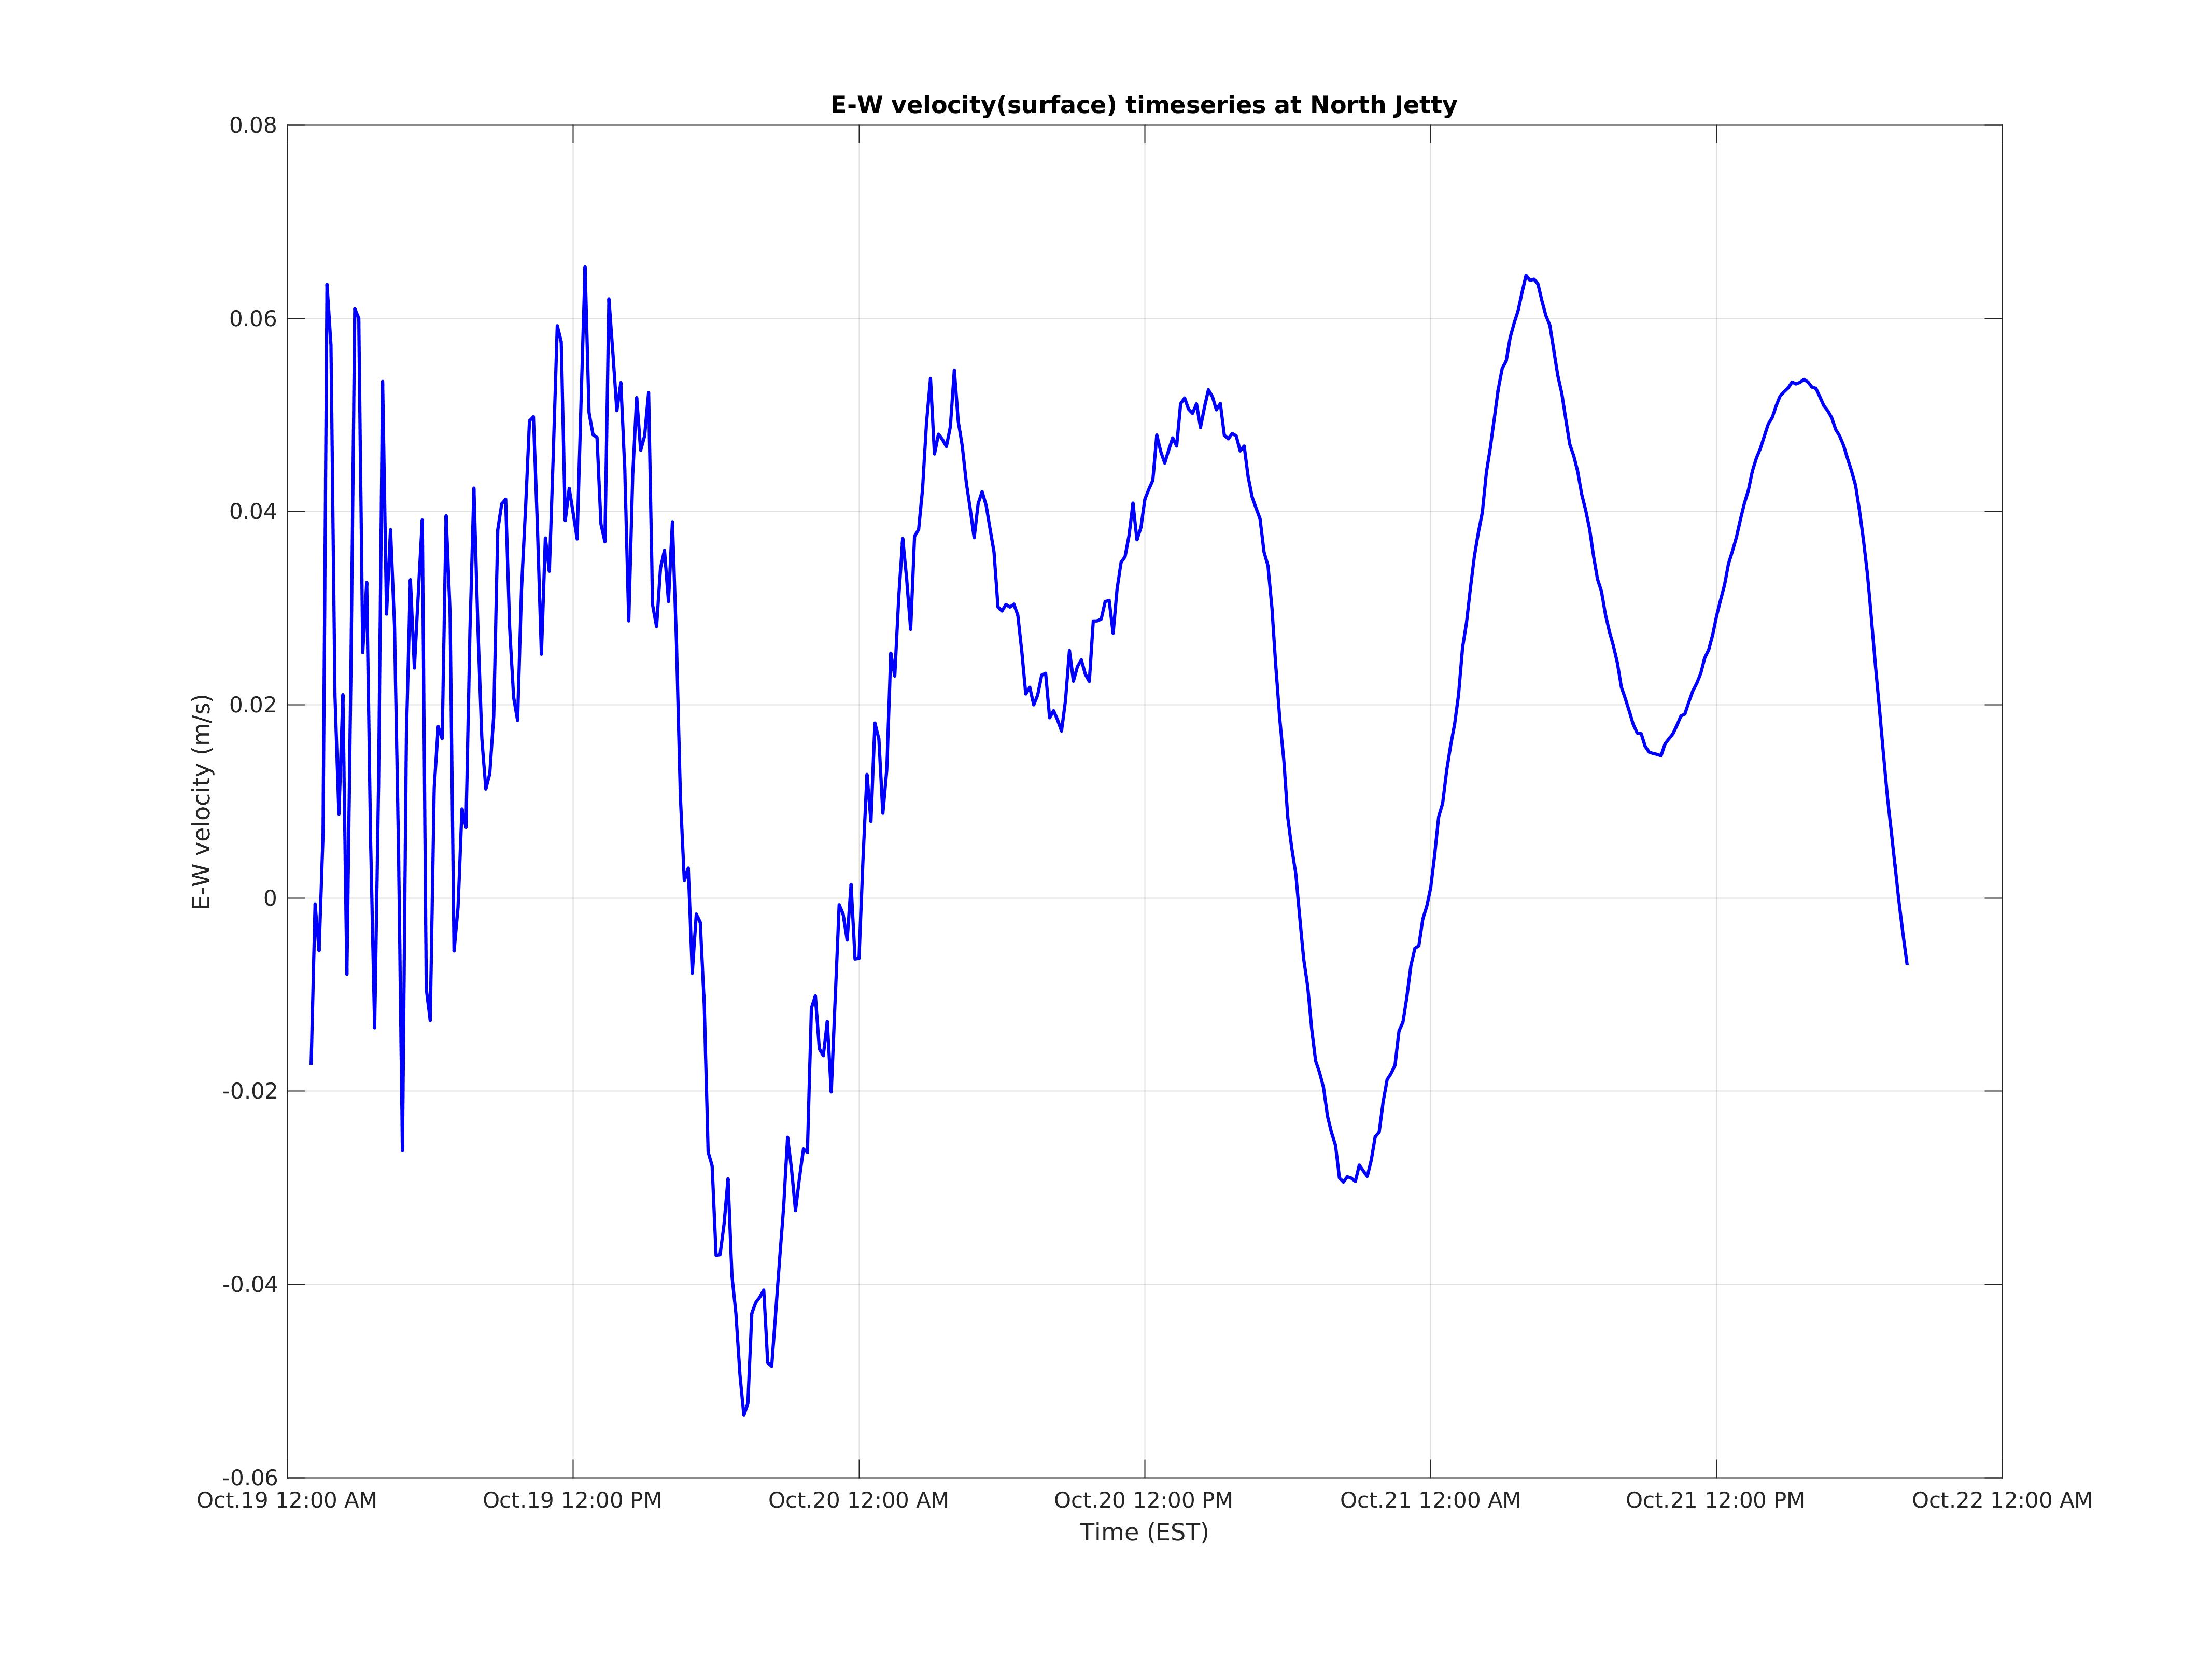 E-W velocity(surface) timeseries at North Jetty
0.08
0.06
0.04
0.02
0
-0.02
-0.04
-0.06
E-W velocity (m/s)
Oct.19 12:00 AM Oct.19 12:00 PM Oct.20 12:00 AM Oct.20 12:00 PM Oct.21 12:00 AM Oct.21 12:00 PM Oct.22 12:00 AM
Time (EST)